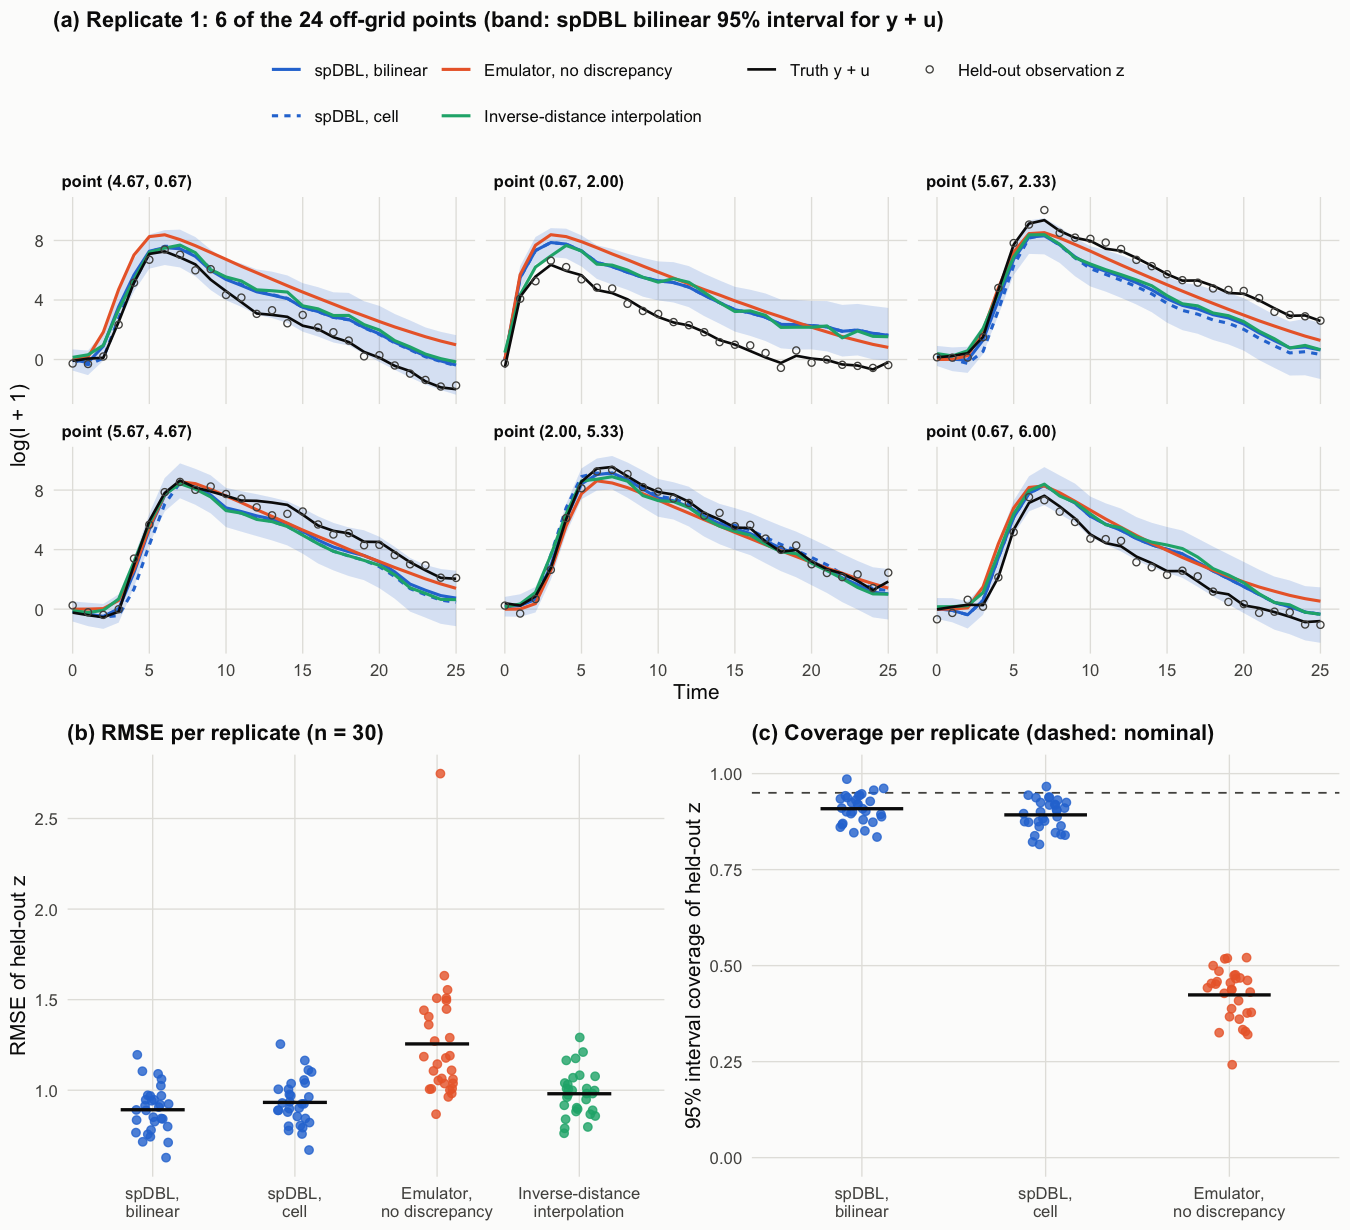 (a) Replicate 1: 6 of the 24 off-grid points (band: spDBL bilinear 95% interval for y + u)
spDBL, bilinear
Emulator, no discrepancy
Truth y + u
Held-out observation z
spDBL, cell
Inverse-distance interpolation
point (4.67, 0.67)
point (0.67, 2.00)
point (5.67, 2.33)
8
4
0
log(I + 1)
point (5.67, 4.67)
point (2.00, 5.33)
point (0.67, 6.00)
8
4
0
0 5 10 15 20 25
0 5 10 15 20 25
0 5 10 15 20 25
Time
(b) RMSE per replicate (n = 30)
RMSE of held-out z
2.5
2.0
1.5
1.0
spDBL,
bilinear
spDBL,
cell
Emulator,
no discrepancy
Inverse-distance
interpolation
(c) Coverage per replicate (dashed: nominal)
95% interval coverage of held-out z
1.00
0.75
0.50
0.25
0.00
spDBL,
bilinear
spDBL,
cell
Emulator,
no discrepancy